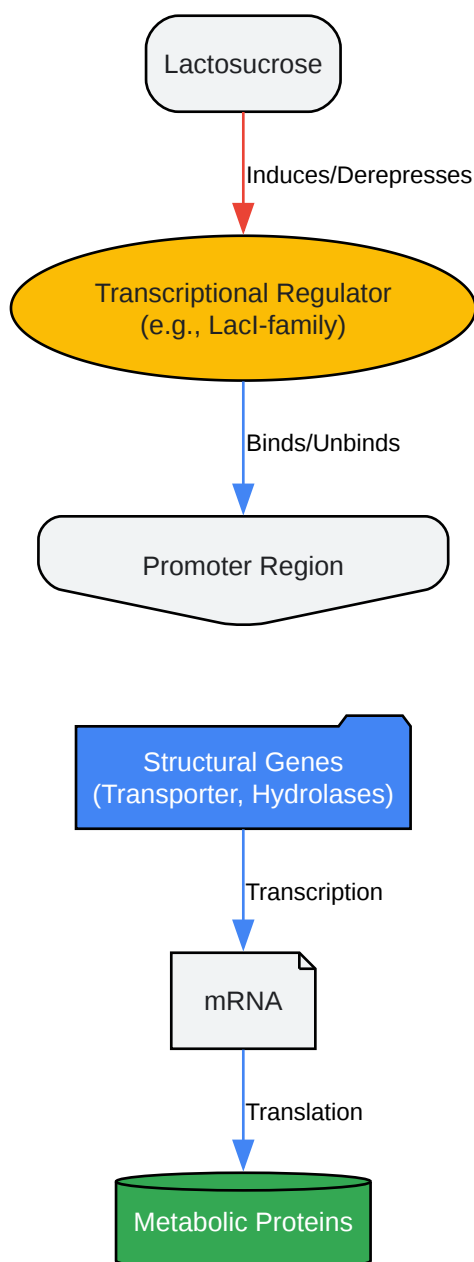 Lactosucrose
Induces/Derepresses
Transcriptional Regulator
(e.g., LacI-family)
Binds/Unbinds
Promoter Region
Structural Genes
(Transporter, Hydrolases)
Transcription
mRNA
Translation
Metabolic Proteins